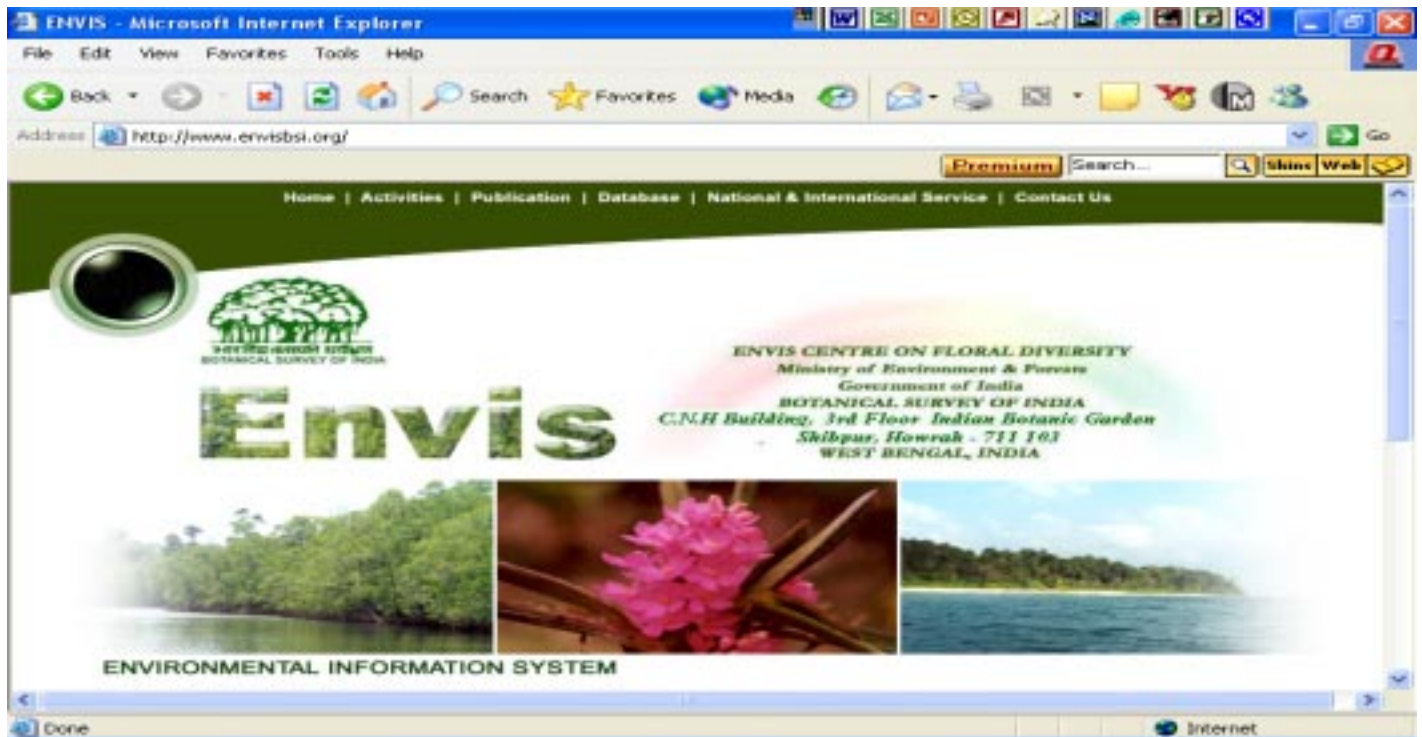 ENVIS - Microsoft Internet Explorer
File Edit View Favorites Tools Help
Back Search Favorites Media
Address http://www.envisbsi.org/ Go
Premium Search... Skins Web
Home | Activities | Publication | Database | National & International Service | Contact Us
BOTANICAL SURVEY OF INDIA
Envis
ENVIS CENTRE ON FLORAL DIVERSITY
Ministry of Environment & Forests
Government of India
BOTANICAL SURVEY OF INDIA
C.N.H Building, 3rd Floor Indian Botanic Garden
Shibpur, Howrah - 711 103
WEST BENGAL, INDIA
ENVIRONMENTAL INFORMATION SYSTEM
Done Internet